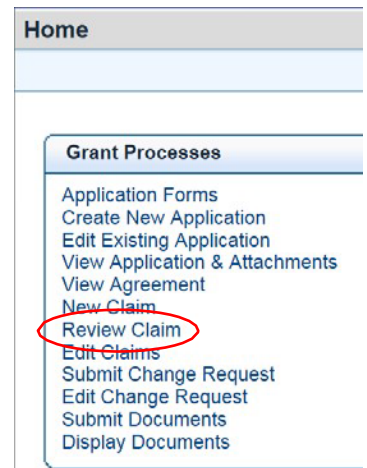 Home
Grant Processes
Application Forms
Create New Application
Edit Existing Application
View Application & Attachments
View Agreement
New Claim
Review Claim
Edit Claims
Submit Change Request
Edit Change Request
Submit Documents
Display Documents